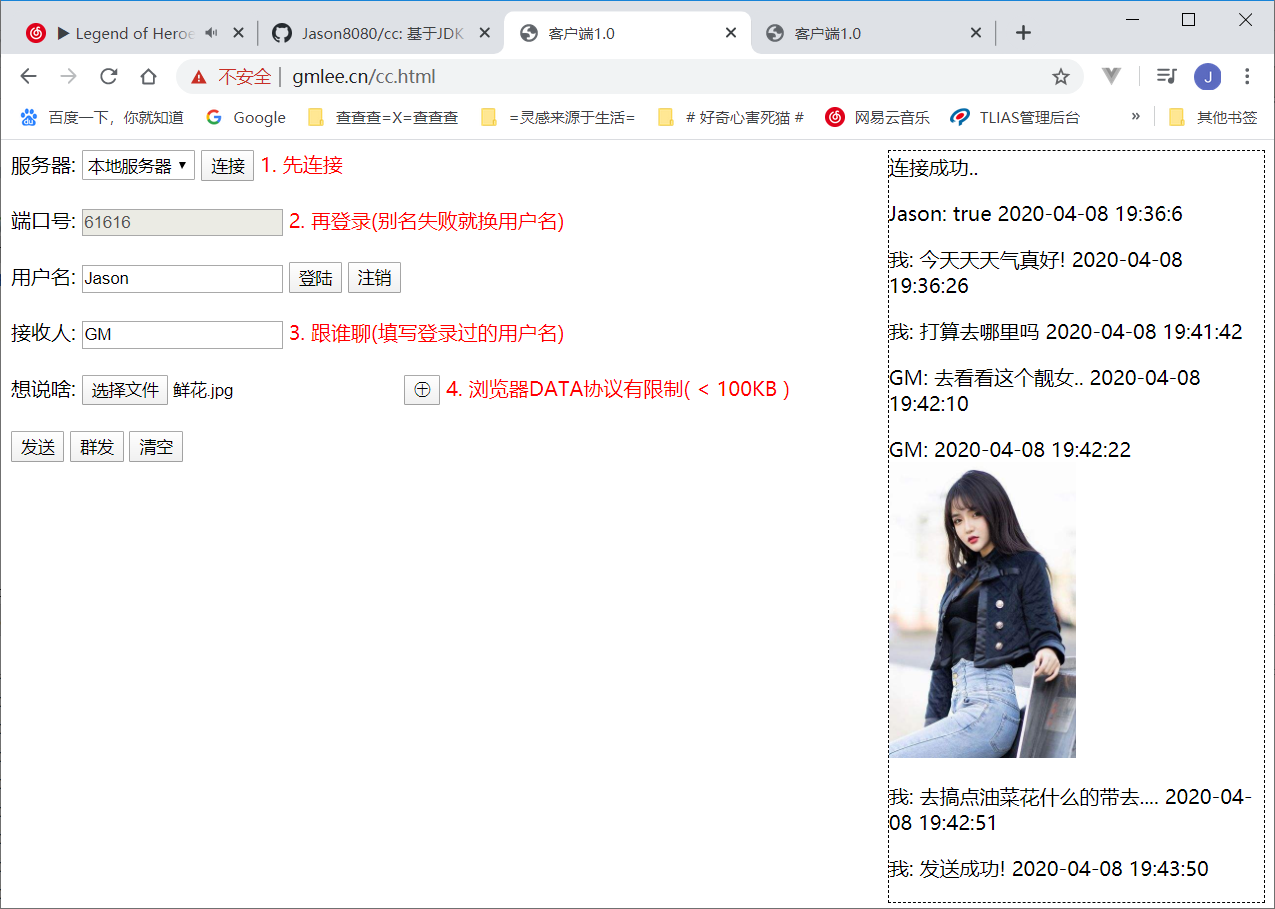 ▶ Legend of Heroe
Jason8080/cc: 基于JDK
客户端1.0
客户端1.0
不安全 | gmlee.cn/cc.html
J
百度一下，你就知道 Google 查查查=X=查查查 =灵感来源于生活= # 好奇心害死猫 # 网易云音乐 TLIAS管理后台 » 其他书签
服务器: 本地服务器 连接 1. 先连接
端口号: 61616 2. 再登录(别名失败就换用户名)
用户名: Jason 登陆 注销
接收人: GM 3. 跟谁聊(填写登录过的用户名)
想说啥: 选择文件 鲜花.jpg ㊉ 4. 浏览器DATA协议有限制( < 100KB )
发送 群发 清空
连接成功..
Jason: true 2020-04-08 19:36:6
我: 今天天天气真好! 2020-04-08
19:36:26
我: 打算去哪里吗 2020-04-08 19:41:42
GM: 去看看这个靓女.. 2020-04-08
19:42:10
GM: 2020-04-08 19:42:22
我: 去搞点油菜花什么的带去.... 2020-04-
08 19:42:51
我: 发送成功! 2020-04-08 19:43:50